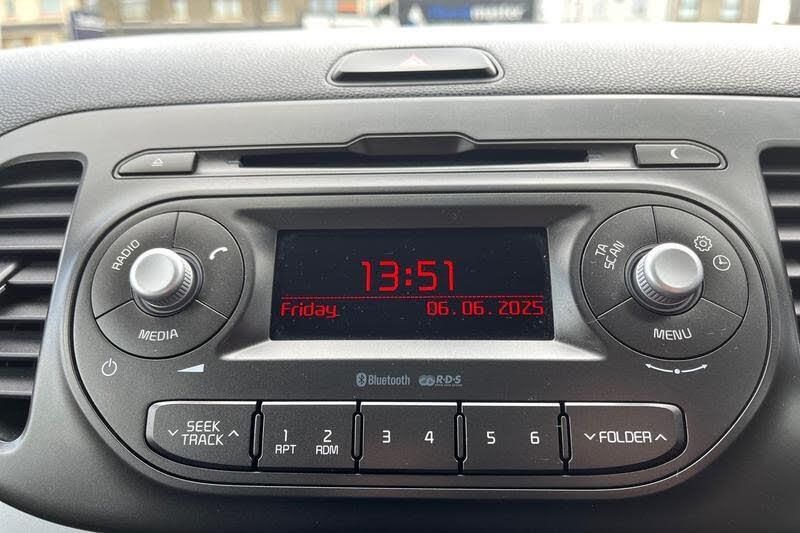 RADIO
MEDIA
13:51
Friday 06.06.2025
TA
SCAN
MENU
Bluetooth R·D·S
SEEK
TRACK
1
RPT
2
RDM
3 4
5 6
FOLDER